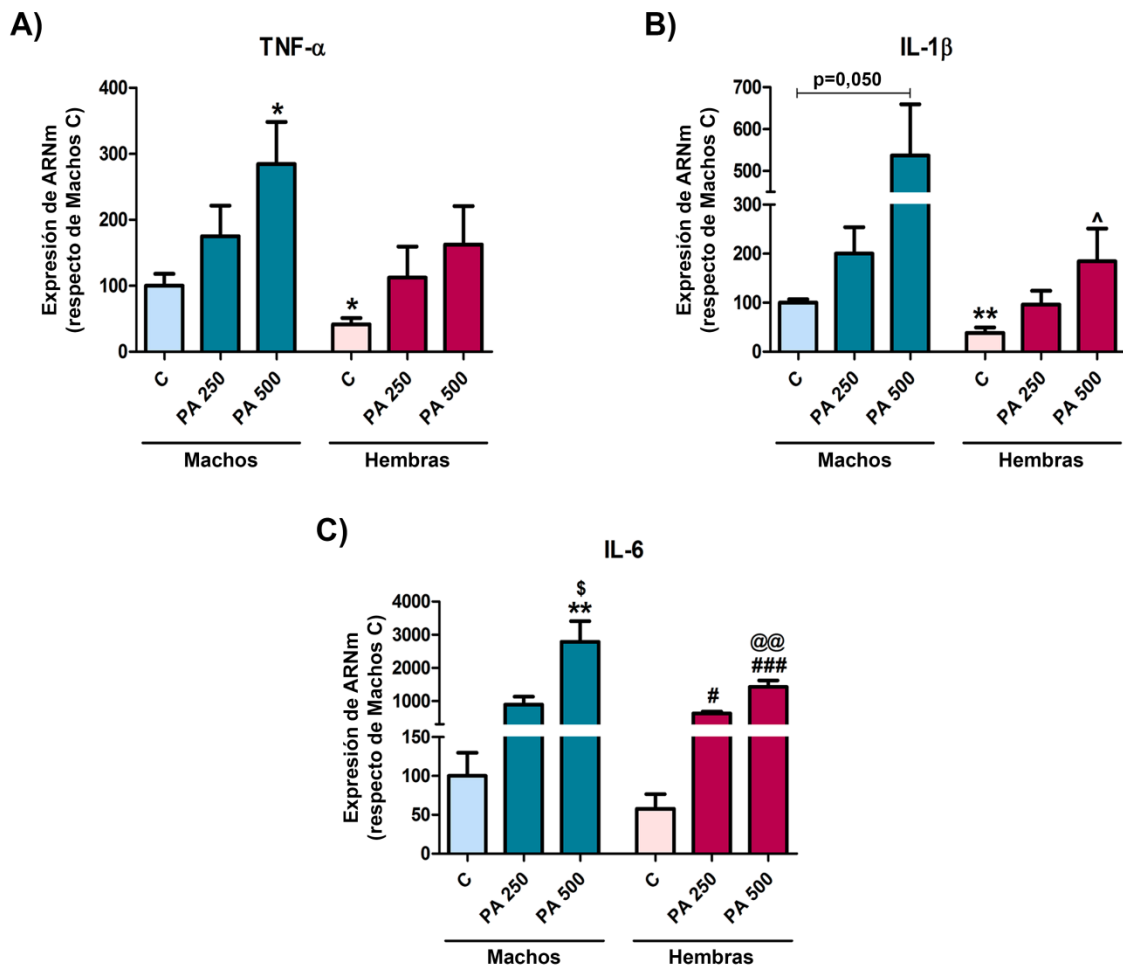 A)
TNF-α
Expresión de ARNm
(respecto de Machos C)
400
300
200
100
0
*
*
C
PA 250
PA 500
C
PA 250
PA 500
Machos
Hembras
B)
IL-1β
Expresión de ARNm
(respecto de Machos C)
700
600
500
300
200
100
0
p=0,050
**
^
C
PA 250
PA 500
C
PA 250
PA 500
Machos
Hembras
C)
IL-6
Expresión de ARNm
(respecto de Machos C)
4000
3000
2000
1000
150
100
50
0
$
**
#
@@
###
C
PA 250
PA 500
C
PA 250
PA 500
Machos
Hembras